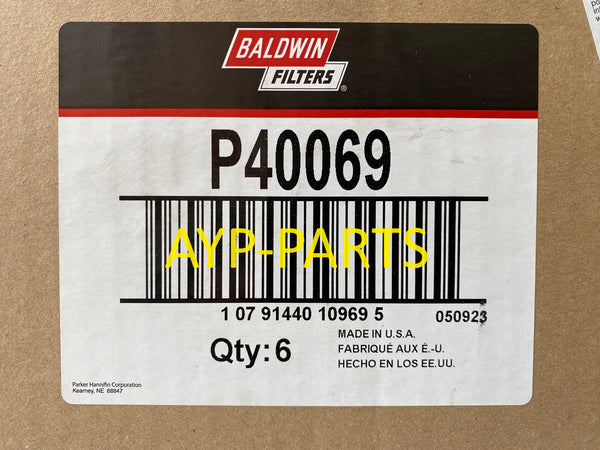 BALDWIN
FILTERS®
P40069
AYP-PARTS
1 07 91440 10969 5
050923
Qty:6
MADE IN U.S.A.
FABRIQUÉ AUX É.-U.
HECHO EN LOS EE.UU.
Parker Hannifin Corporation
Kearney, NE 68847